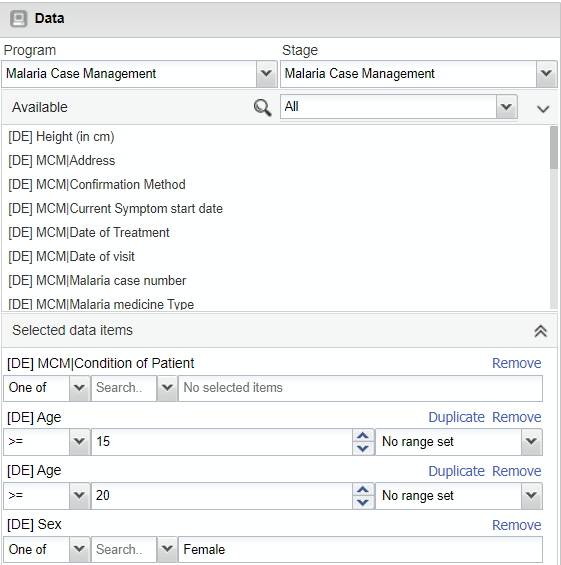 Data
Program Stage
Malaria Case Management Malaria Case Management
Available All
[DE] Height (in cm)
[DE] MCM|Address
[DE] MCM|Confirmation Method
[DE] MCM|Current Symptom start date
[DE] MCM|Date of Treatment
[DE] MCM|Date of visit
[DE] MCM|Malaria case number
[DE] MCM|Malaria medicine Type
Selected data items
[DE] MCM|Condition of Patient Remove
One of Search.. No selected items
[DE] Age Duplicate Remove
>= 15 No range set
[DE] Age Duplicate Remove
>= 20 No range set
[DE] Sex Remove
One of Search.. Female